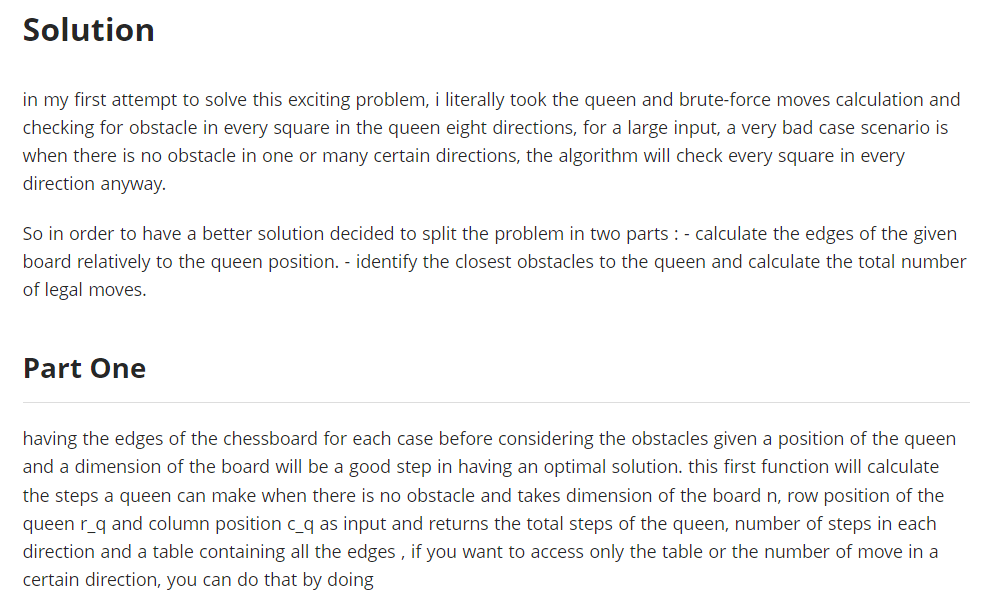 Solution
in my first attempt to solve this exciting problem, i literally took the queen and brute-force moves calculation and
checking for obstacle in every square in the queen eight directions, for a large input, a very bad case scenario is
when there is no obstacle in one or many certain directions, the algorithm will check every square in every
direction anyway.
So in order to have a better solution decided to split the problem in two parts : - calculate the edges of the given
board relatively to the queen position. - identify the closest obstacles to the queen and calculate the total number
of legal moves.
Part One
having the edges of the chessboard for each case before considering the obstacles given a position of the queen
and a dimension of the board will be a good step in having an optimal solution. this first function will calculate
the steps a queen can make when there is no obstacle and takes dimension of the board n, row position of the
queen r_q and column position c_q as input and returns the total steps of the queen, number of steps in each
direction and a table containing all the edges , if you want to access only the table or the number of move in a
certain direction, you can do that by doing